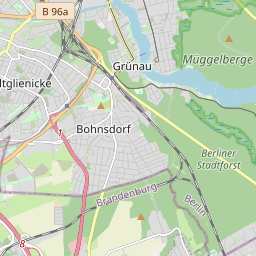 B 96a
Grünau
Müggelberge
ltglienicke
1
Bohnsdorf
Berliner
Stadtforst
Brandenburg
Berlin
8